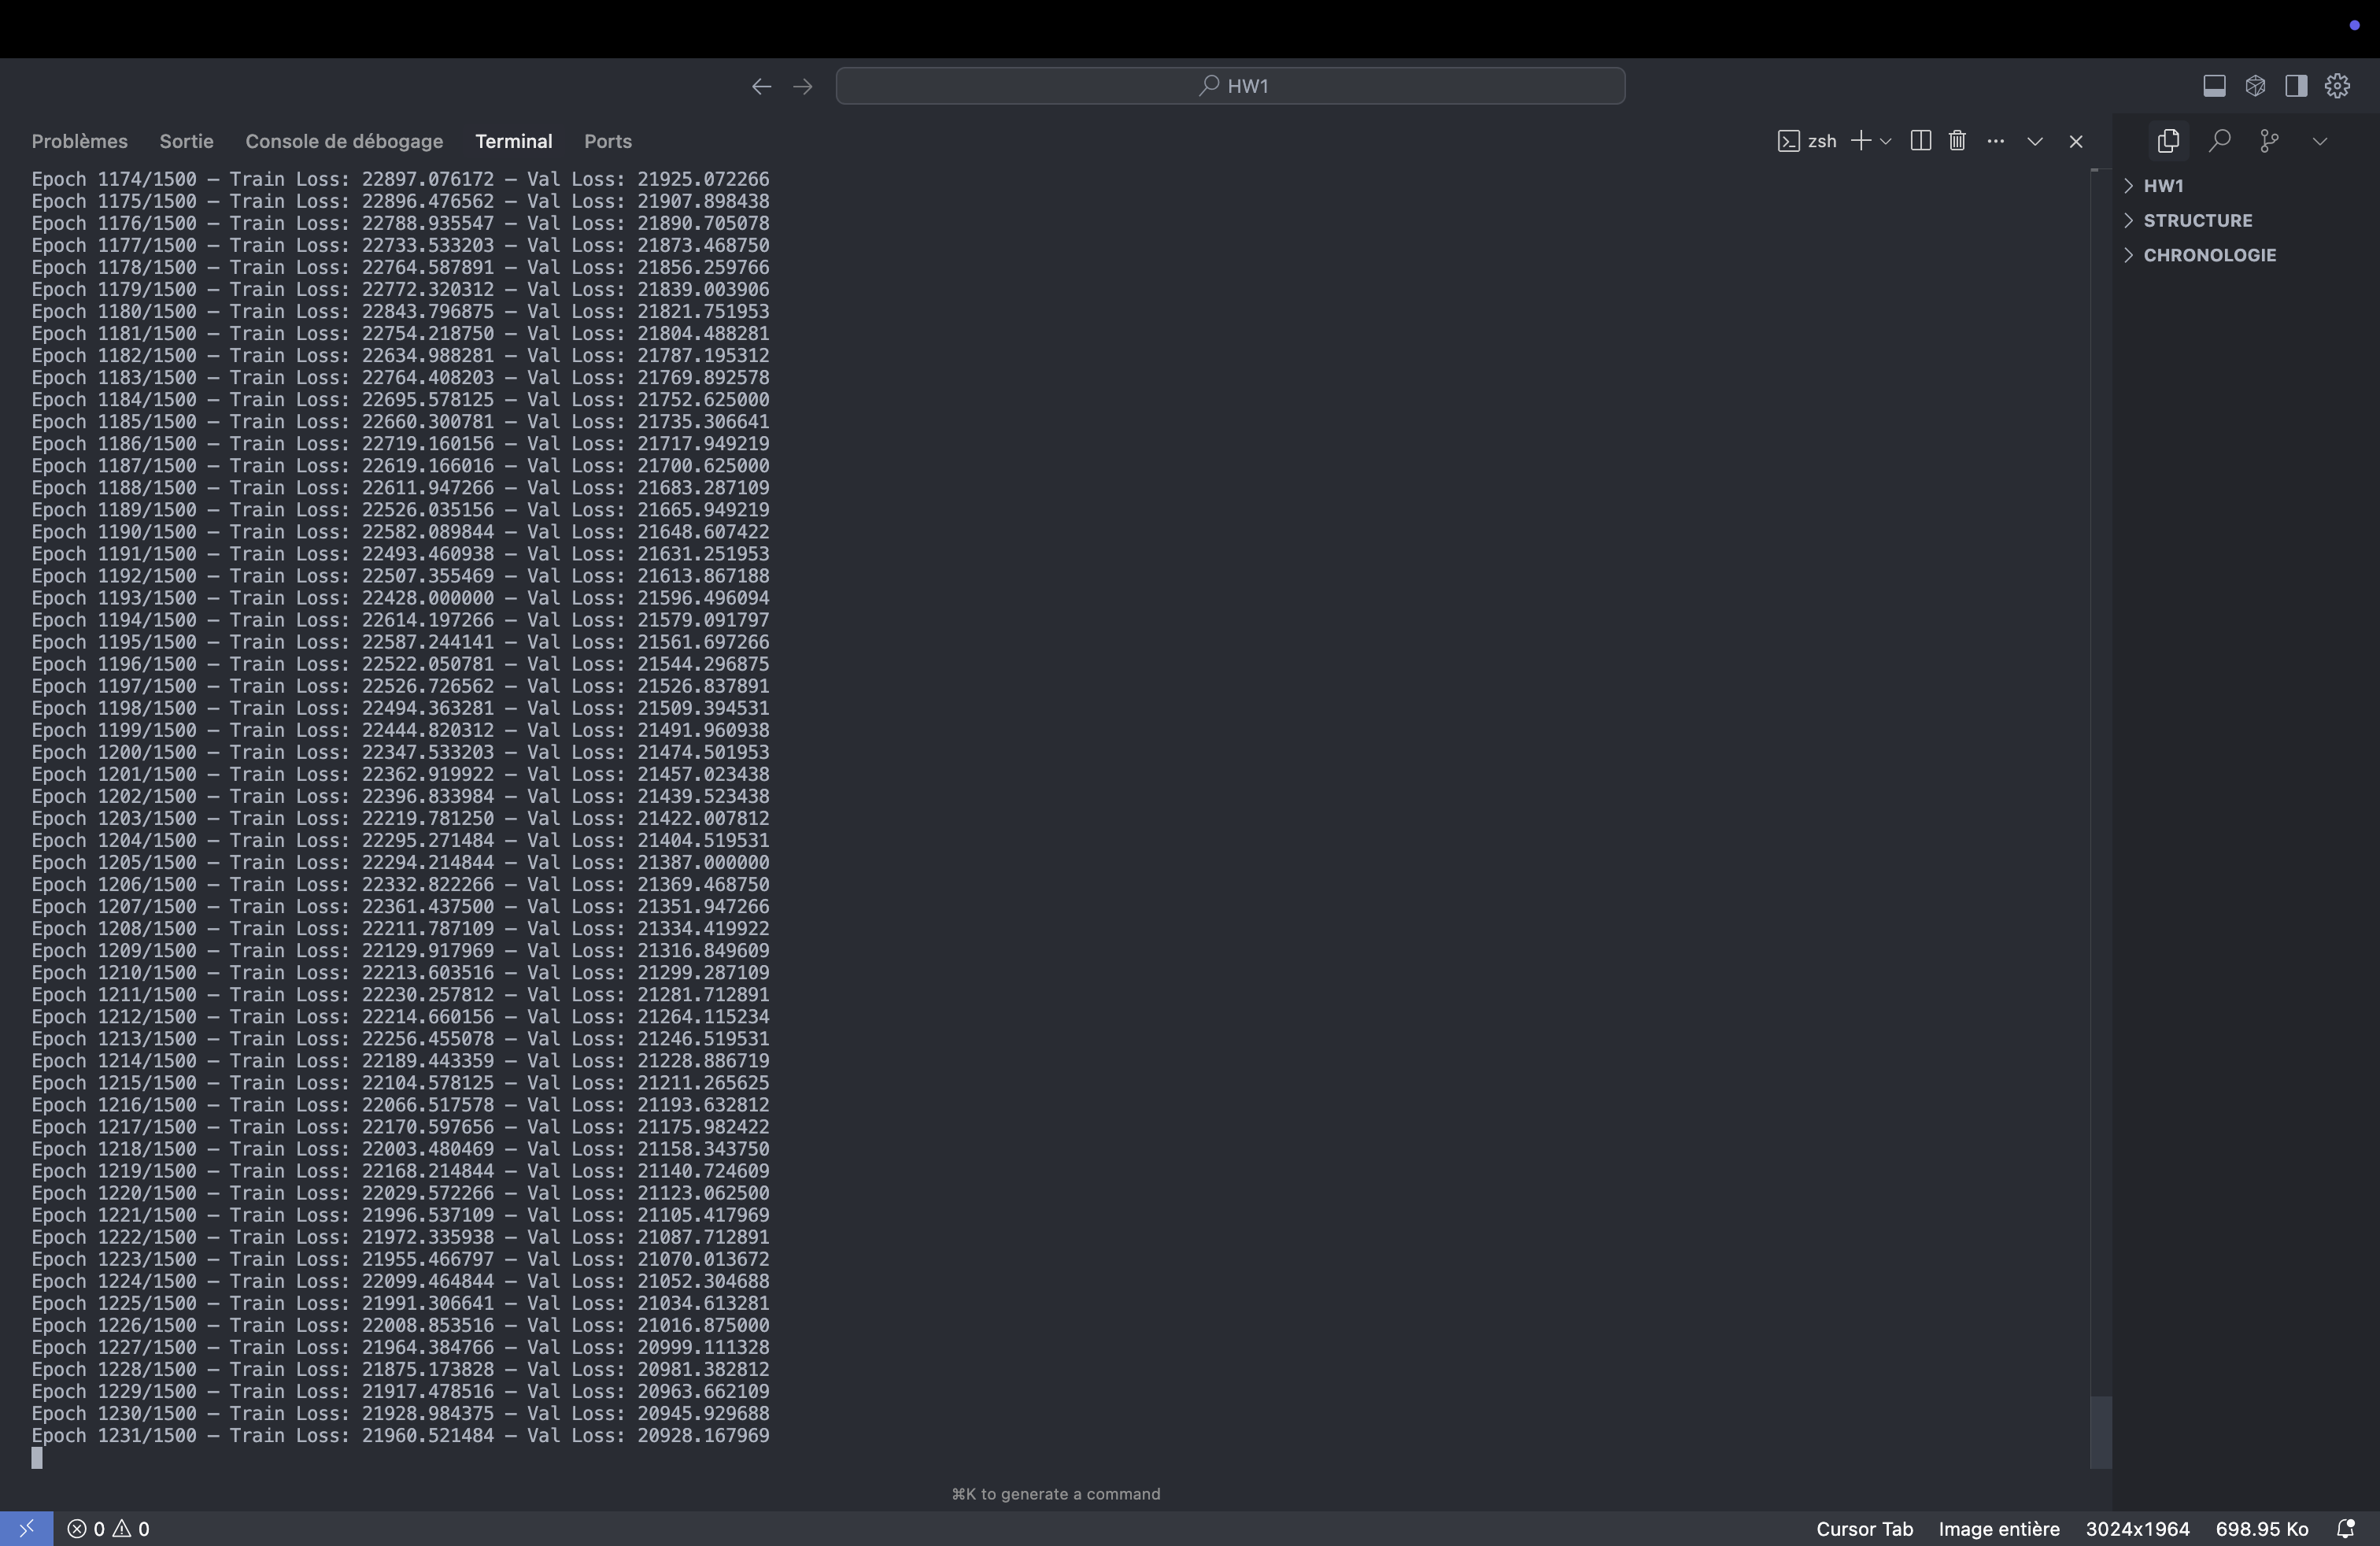 HW1
Problèmes Sortie Console de débogage Terminal Ports zsh
Epoch 1174/1500 – Train Loss: 22897.076172 – Val Loss: 21925.072266
Epoch 1175/1500 – Train Loss: 22896.476562 – Val Loss: 21907.898438
Epoch 1176/1500 – Train Loss: 22788.935547 – Val Loss: 21890.705078
Epoch 1177/1500 – Train Loss: 22733.533203 – Val Loss: 21873.468750
Epoch 1178/1500 – Train Loss: 22764.587891 – Val Loss: 21856.259766
Epoch 1179/1500 – Train Loss: 22772.320312 – Val Loss: 21839.003906
Epoch 1180/1500 – Train Loss: 22843.796875 – Val Loss: 21821.751953
Epoch 1181/1500 – Train Loss: 22754.218750 – Val Loss: 21804.488281
Epoch 1182/1500 – Train Loss: 22634.988281 – Val Loss: 21787.195312
Epoch 1183/1500 – Train Loss: 22764.408203 – Val Loss: 21769.892578
Epoch 1184/1500 – Train Loss: 22695.578125 – Val Loss: 21752.625000
Epoch 1185/1500 – Train Loss: 22660.300781 – Val Loss: 21735.306641
Epoch 1186/1500 – Train Loss: 22719.160156 – Val Loss: 21717.949219
Epoch 1187/1500 – Train Loss: 22619.166016 – Val Loss: 21700.625000
Epoch 1188/1500 – Train Loss: 22611.947266 – Val Loss: 21683.287109
Epoch 1189/1500 – Train Loss: 22526.035156 – Val Loss: 21665.949219
Epoch 1190/1500 – Train Loss: 22582.089844 – Val Loss: 21648.607422
Epoch 1191/1500 – Train Loss: 22493.460938 – Val Loss: 21631.251953
Epoch 1192/1500 – Train Loss: 22507.355469 – Val Loss: 21613.867188
Epoch 1193/1500 – Train Loss: 22428.000000 – Val Loss: 21596.496094
Epoch 1194/1500 – Train Loss: 22614.197266 – Val Loss: 21579.091797
Epoch 1195/1500 – Train Loss: 22587.244141 – Val Loss: 21561.697266
Epoch 1196/1500 – Train Loss: 22522.050781 – Val Loss: 21544.296875
Epoch 1197/1500 – Train Loss: 22526.726562 – Val Loss: 21526.837891
Epoch 1198/1500 – Train Loss: 22494.363281 – Val Loss: 21509.394531
Epoch 1199/1500 – Train Loss: 22444.820312 – Val Loss: 21491.960938
Epoch 1200/1500 – Train Loss: 22347.533203 – Val Loss: 21474.501953
Epoch 1201/1500 – Train Loss: 22362.919922 – Val Loss: 21457.023438
Epoch 1202/1500 – Train Loss: 22396.833984 – Val Loss: 21439.523438
Epoch 1203/1500 – Train Loss: 22219.781250 – Val Loss: 21422.007812
Epoch 1204/1500 – Train Loss: 22295.271484 – Val Loss: 21404.519531
Epoch 1205/1500 – Train Loss: 22294.214844 – Val Loss: 21387.000000
Epoch 1206/1500 – Train Loss: 22332.822266 – Val Loss: 21369.468750
Epoch 1207/1500 – Train Loss: 22361.437500 – Val Loss: 21351.947266
Epoch 1208/1500 – Train Loss: 22211.787109 – Val Loss: 21334.419922
Epoch 1209/1500 – Train Loss: 22129.917969 – Val Loss: 21316.849609
Epoch 1210/1500 – Train Loss: 22213.603516 – Val Loss: 21299.287109
Epoch 1211/1500 – Train Loss: 22230.257812 – Val Loss: 21281.712891
Epoch 1212/1500 – Train Loss: 22214.660156 – Val Loss: 21264.115234
Epoch 1213/1500 – Train Loss: 22256.455078 – Val Loss: 21246.519531
Epoch 1214/1500 – Train Loss: 22189.443359 – Val Loss: 21228.886719
Epoch 1215/1500 – Train Loss: 22104.578125 – Val Loss: 21211.265625
Epoch 1216/1500 – Train Loss: 22066.517578 – Val Loss: 21193.632812
Epoch 1217/1500 – Train Loss: 22170.597656 – Val Loss: 21175.982422
Epoch 1218/1500 – Train Loss: 22003.480469 – Val Loss: 21158.343750
Epoch 1219/1500 – Train Loss: 22168.214844 – Val Loss: 21140.724609
Epoch 1220/1500 – Train Loss: 22029.572266 – Val Loss: 21123.062500
Epoch 1221/1500 – Train Loss: 21996.537109 – Val Loss: 21105.417969
Epoch 1222/1500 – Train Loss: 21972.335938 – Val Loss: 21087.712891
Epoch 1223/1500 – Train Loss: 21955.466797 – Val Loss: 21070.013672
Epoch 1224/1500 – Train Loss: 22099.464844 – Val Loss: 21052.304688
Epoch 1225/1500 – Train Loss: 21991.306641 – Val Loss: 21034.613281
Epoch 1226/1500 – Train Loss: 22008.853516 – Val Loss: 21016.875000
Epoch 1227/1500 – Train Loss: 21964.384766 – Val Loss: 20999.111328
Epoch 1228/1500 – Train Loss: 21875.173828 – Val Loss: 20981.382812
Epoch 1229/1500 – Train Loss: 21917.478516 – Val Loss: 20963.662109
Epoch 1230/1500 – Train Loss: 21928.984375 – Val Loss: 20945.929688
Epoch 1231/1500 – Train Loss: 21960.521484 – Val Loss: 20928.167969
⌘K to generate a command
HW1
STRUCTURE
CHRONOLOGIE
0 0 Cursor Tab Image entière 3024x1964 698.95 Ko